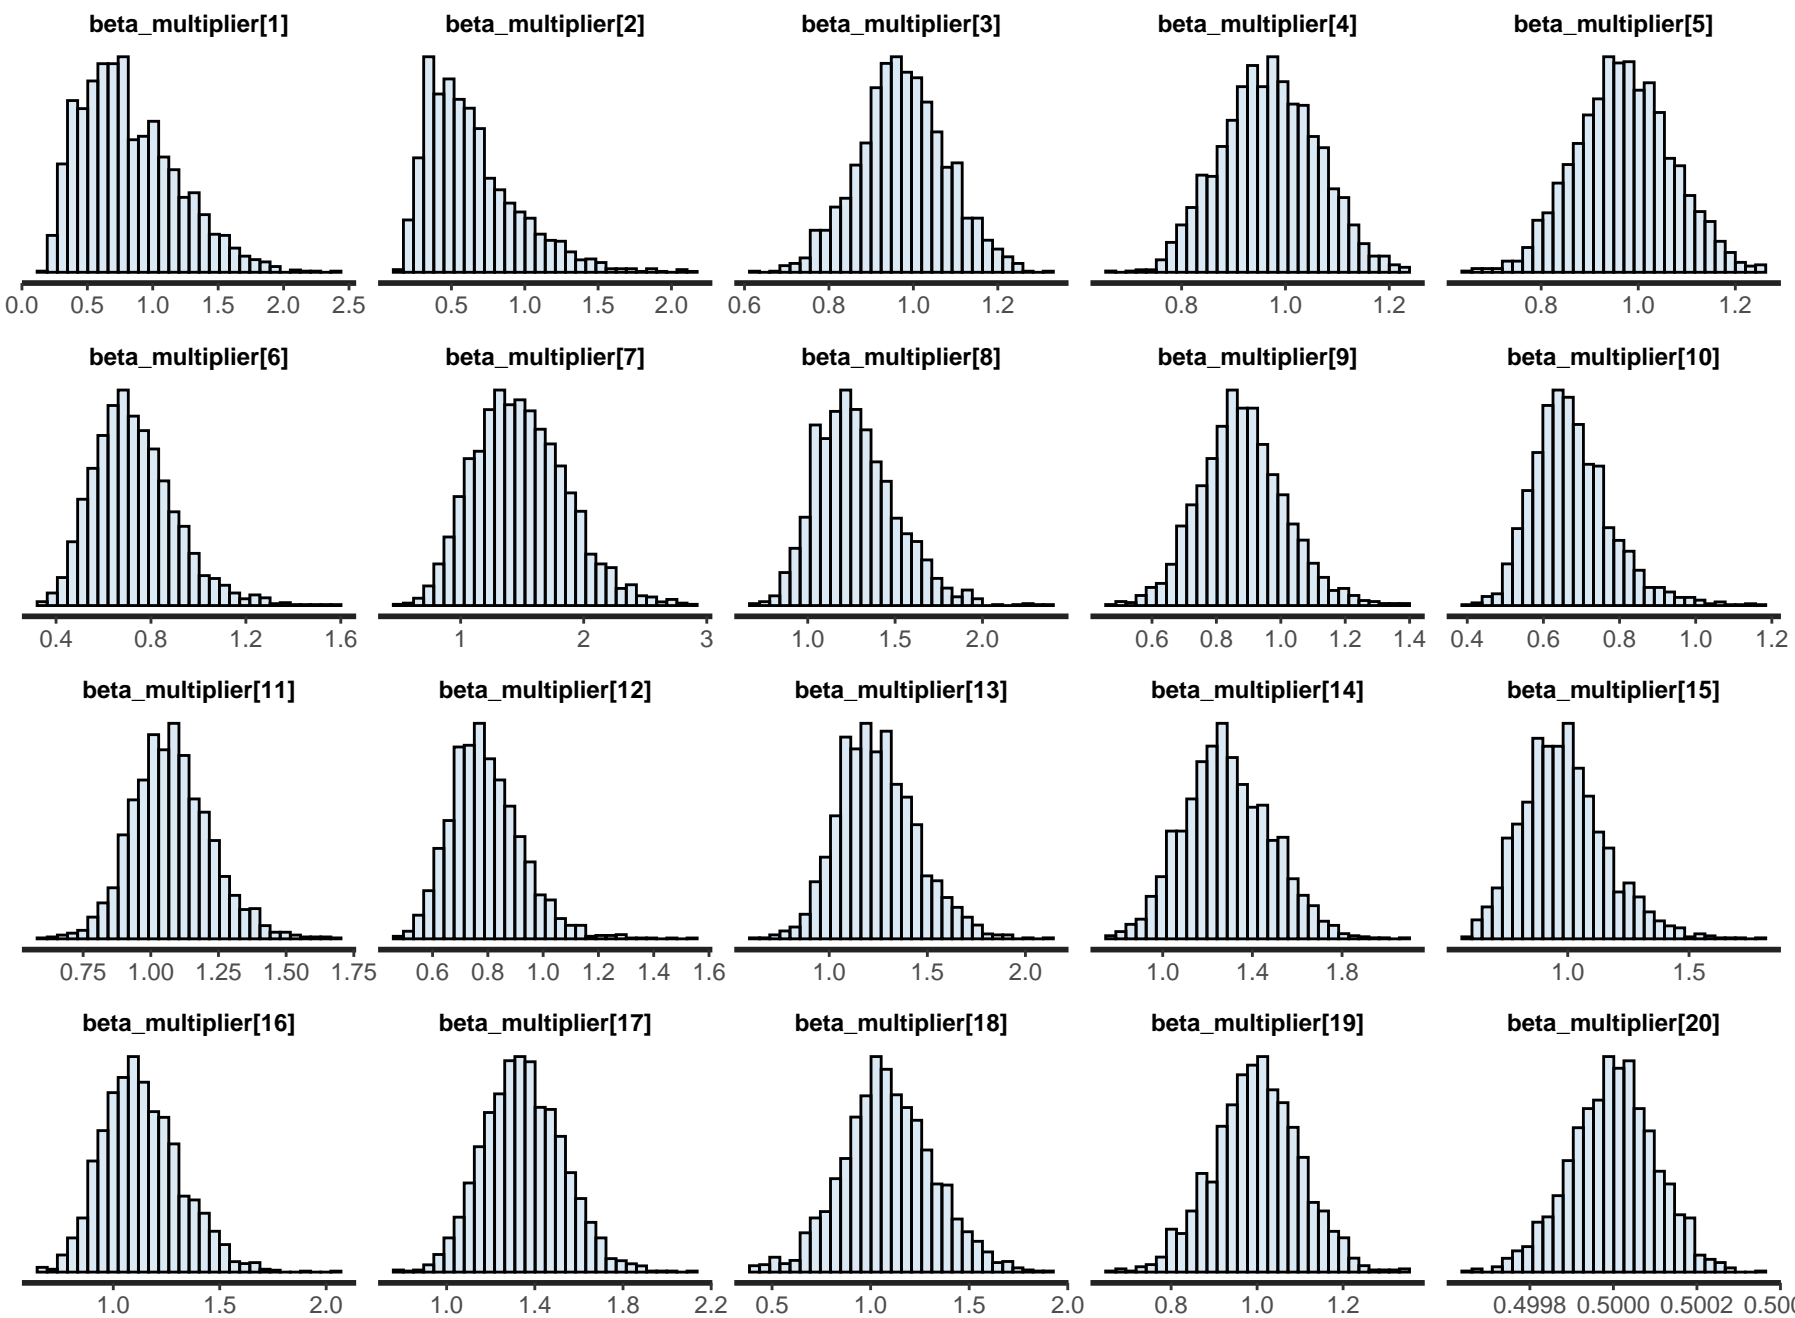 beta_multiplier[1] beta_multiplier[2] beta_multiplier[3] beta_multiplier[4] beta_multiplier[5]
0.0 0.5 1.0 1.5 2.0 2.5 0.5 1.0 1.5 2.0 0.6 0.8 1.0 1.2 0.8 1.0 1.2 0.8 1.0 1.2
beta_multiplier[6] beta_multiplier[7] beta_multiplier[8] beta_multiplier[9] beta_multiplier[10]
0.4 0.8 1.2 1.6 1 2 3 1.0 1.5 2.0 0.6 0.8 1.0 1.2 1.4 0.4 0.6 0.8 1.0 1.2
beta_multiplier[11] beta_multiplier[12] beta_multiplier[13] beta_multiplier[14] beta_multiplier[15]
0.75 1.00 1.25 1.50 1.75 0.6 0.8 1.0 1.2 1.4 1.6 1.0 1.5 2.0 1.0 1.4 1.8 1.0 1.5
beta_multiplier[16] beta_multiplier[17] beta_multiplier[18] beta_multiplier[19] beta_multiplier[20]
1.0 1.5 2.0 1.0 1.4 1.8 2.2 0.5 1.0 1.5 2.0 0.8 1.0 1.2 0.4998 0.5000 0.5002